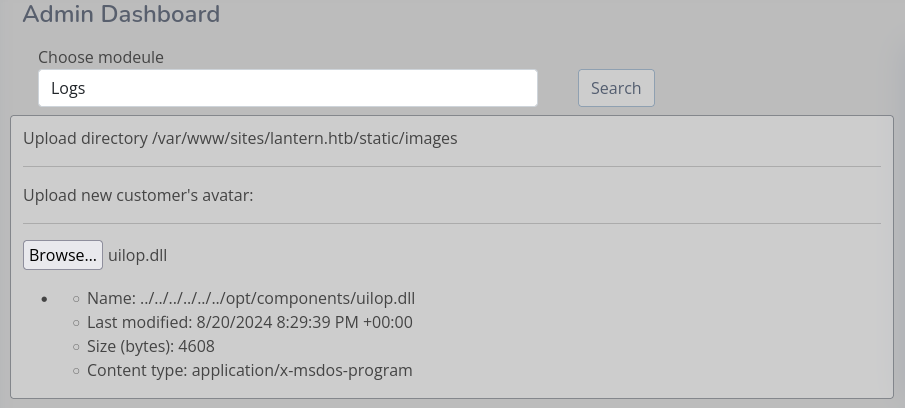 Admin Dashboard
Choose modeule
Logs
Search
Upload directory /var/www/sites/lantern.htb/static/images
Upload new customer's avatar:
Browse... uilop.dll
Name: ../../../../../../opt/components/uilop.dll
Last modified: 8/20/2024 8:29:39 PM +00:00
Size (bytes): 4608
Content type: application/x-msdos-program